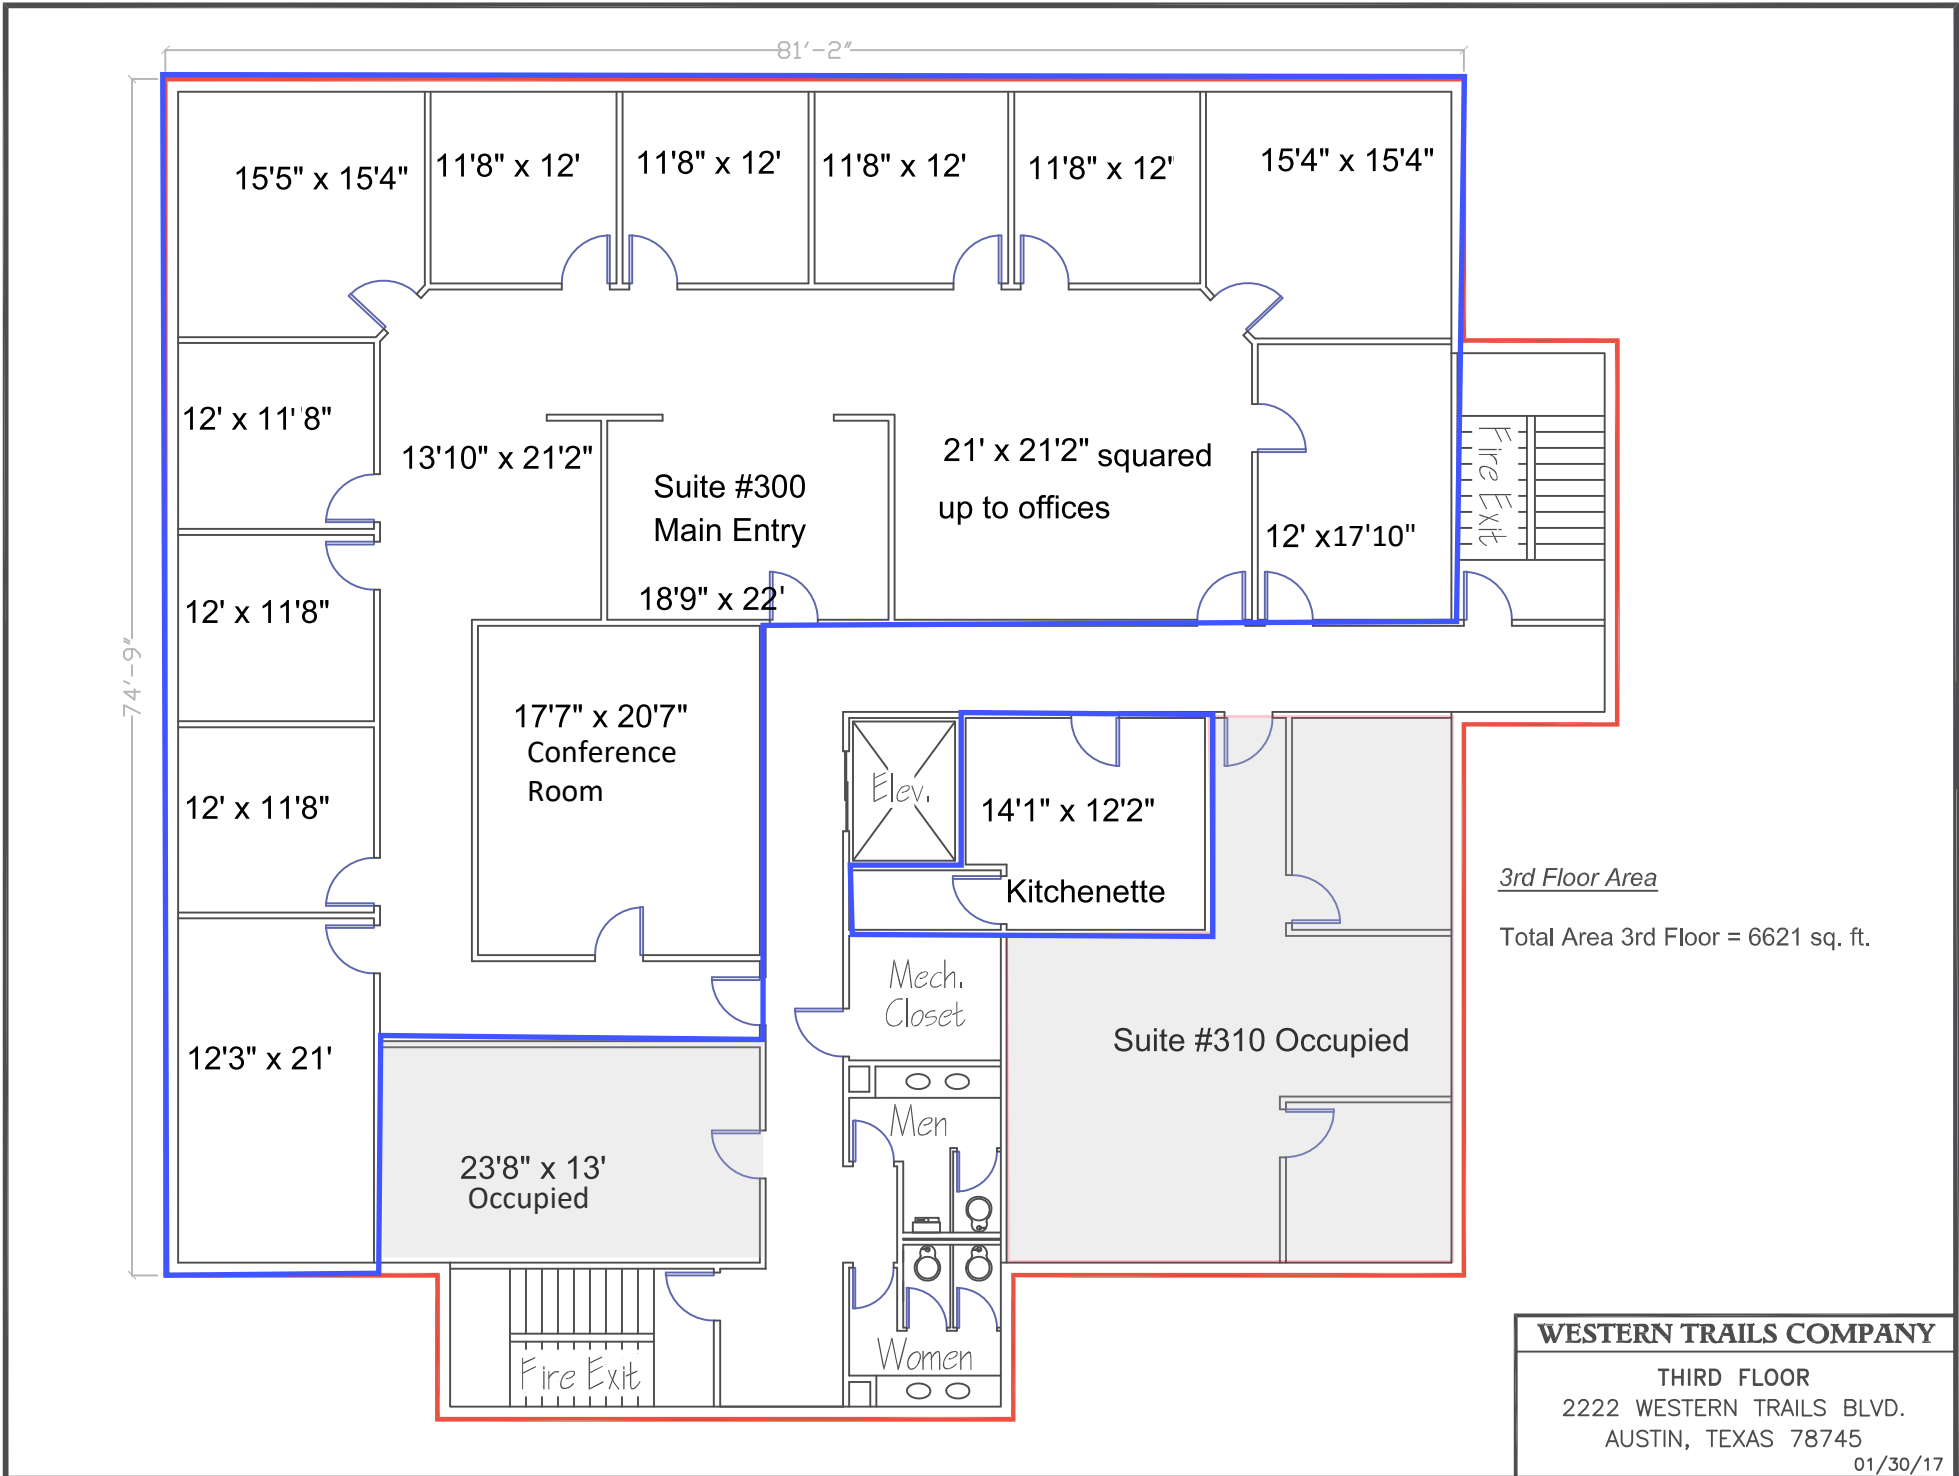 81'-2"
15'5" x 15'4"
11'8" x 12'
11'8" x 12'
11'8" x 12'
11'8" x 12'
15'4" x 15'4"
12' x 11''8"
13'10" x 21'2"
Suite #300
Main Entry
18'9" x 22'
21' x 21'2" squared
up to offices
12' x17'10"
Fire Exit
12' x 11'8"
74'-9"
17'7" x 20'7"
Conference
Room
12' x 11'8"
Elev.
14'1" x 12'2"
Kitchenette
3rd Floor Area
Total Area 3rd Floor = 6621 sq. ft.
Mech.
Closet
12'3" x 21'
Suite #310 Occupied
Men
23'8" x 13'
Occupied
Women
Fire Exit
WESTERN TRAILS COMPANY
THIRD FLOOR
2222 WESTERN TRAILS BLVD.
AUSTIN, TEXAS 78745
01/30/17